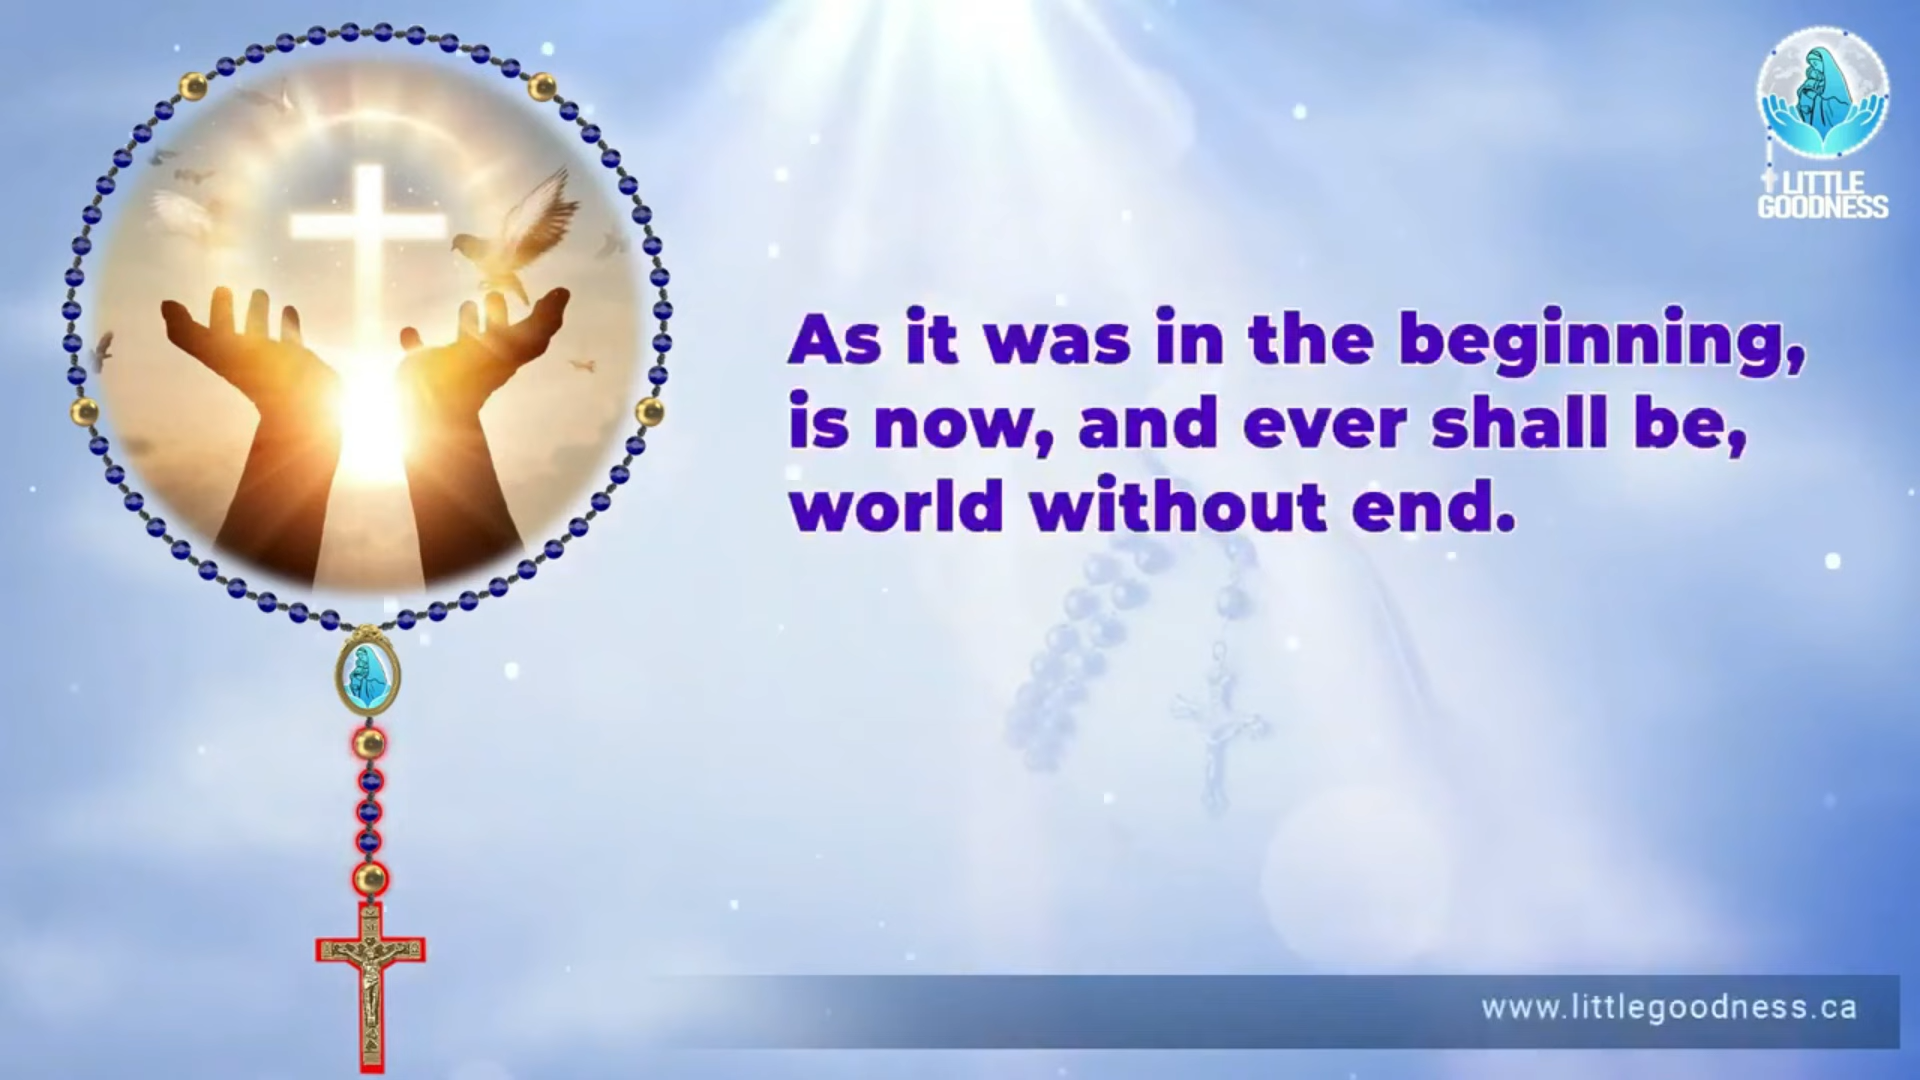 LITTLE
GOODNESS
As it was in the beginning,
is now, and ever shall be,
world without end.
www.littlegoodness.ca